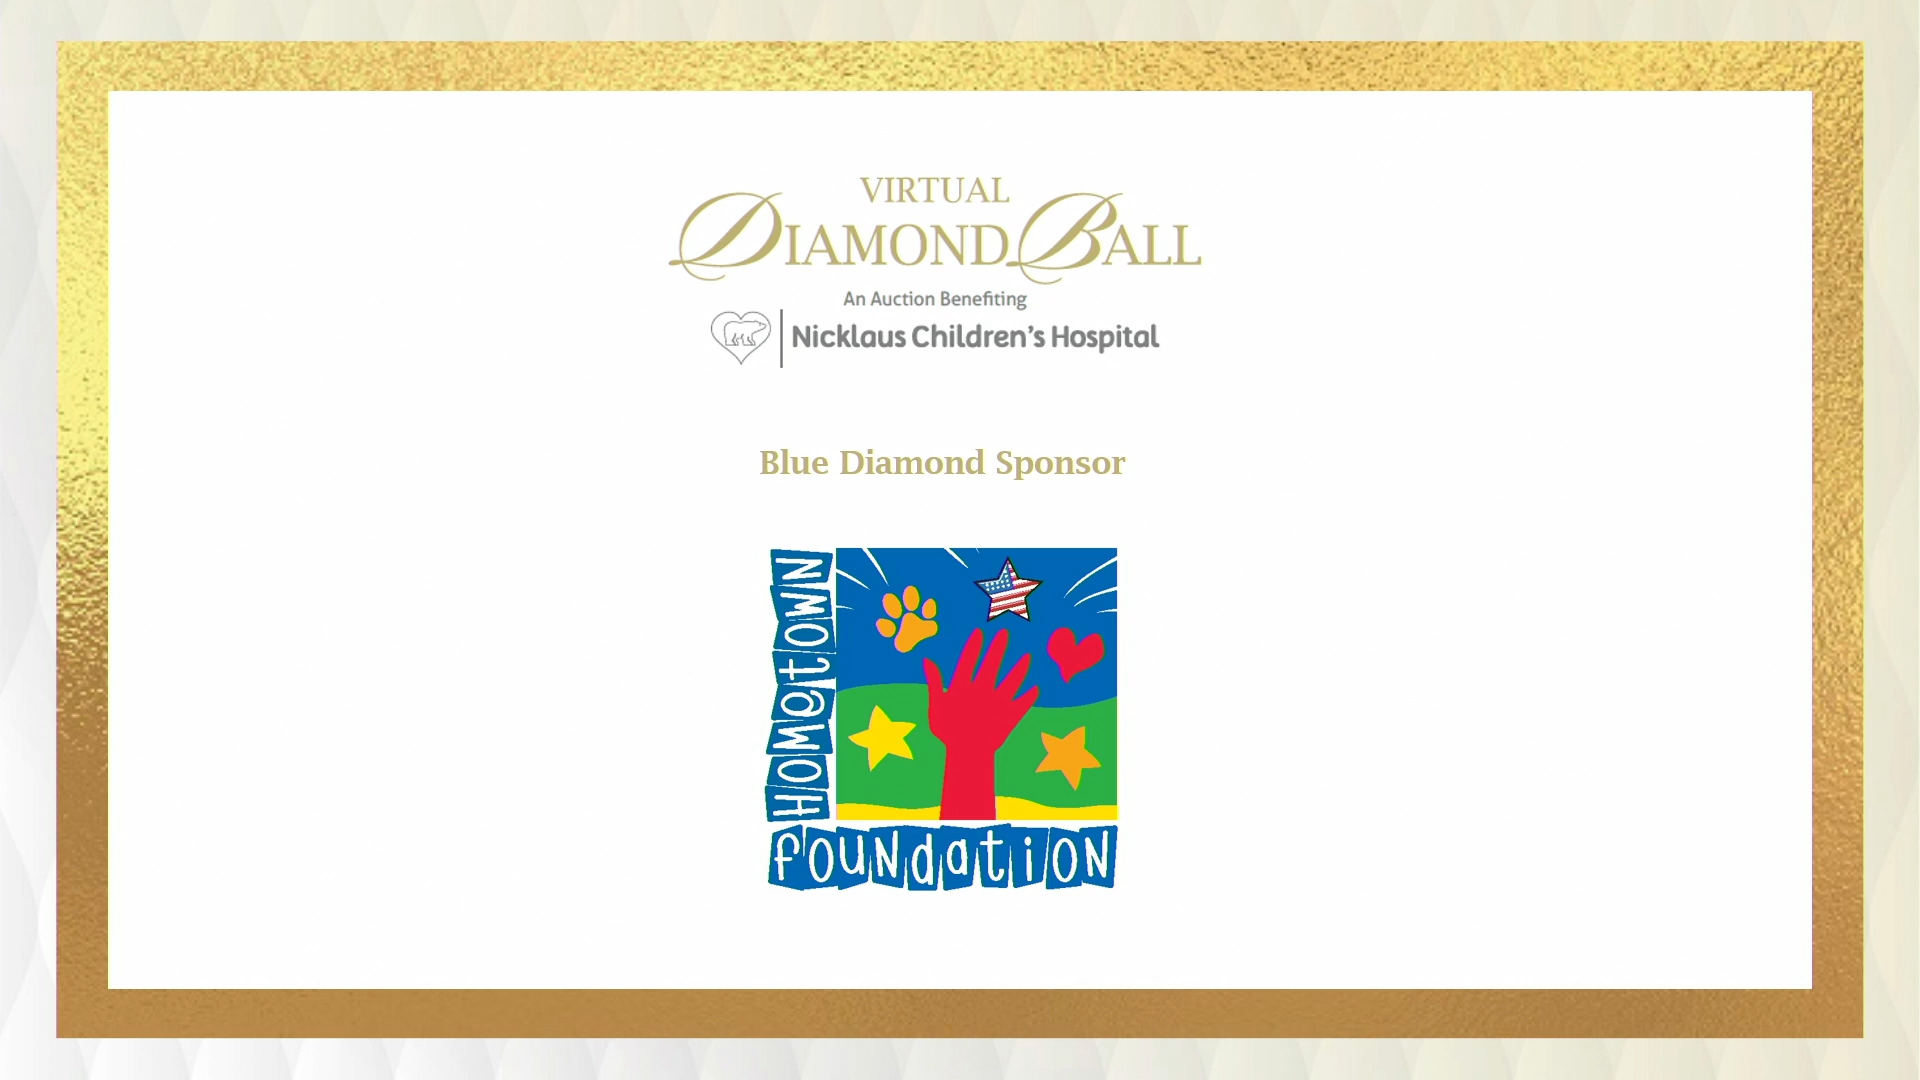 VIRTUAL
DIAMOND BALL
An Auction Benefiting
Nicklaus Children's Hospital
Blue Diamond Sponsor
HOMetOWN
fOuNdatiON